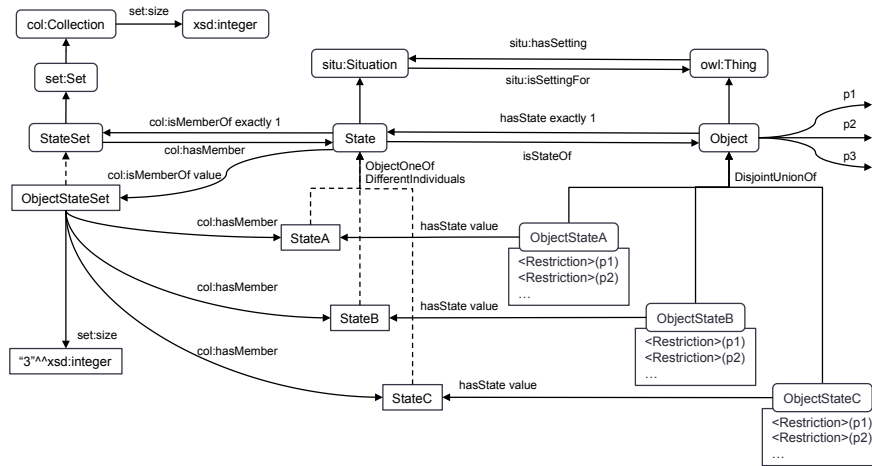 col:Collection
set:size
xsd:integer
situ:hasSetting
set:Set
situ:Situation
owl:Thing
situ:isSettingFor
p1
col:isMemberOf exactly 1
hasState exactly 1
StateSet
State
Object
p2
col:hasMember
isStateOf
p3
ObjectOneOf
DifferentIndividuals
col:isMemberOf value
DisjointUnionOf
ObjectStateSet
col:hasMember
StateA
hasState value
ObjectStateA
<Restriction>(p1)
<Restriction>(p2)
…
col:hasMember
StateB
hasState value
ObjectStateB
<Restriction>(p1)
<Restriction>(p2)
…
set:size
col:hasMember
“3”^^xsd:integer
StateC
hasState value
ObjectStateC
<Restriction>(p1)
<Restriction>(p2)
…